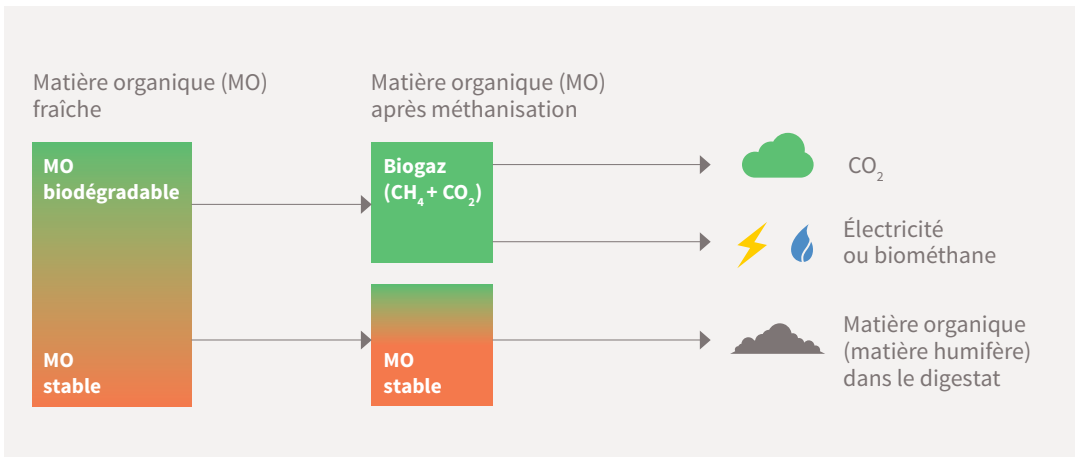 Matière organique (MO)
fraîche
Matière organique (MO)
après méthanisation
MO
biodégradable
MO
stable
Biogaz
(CH₄ + CO₂)
MO
stable
CO₂
Électricité
ou biométhane
Matière organique
(matière humifère)
dans le digestat